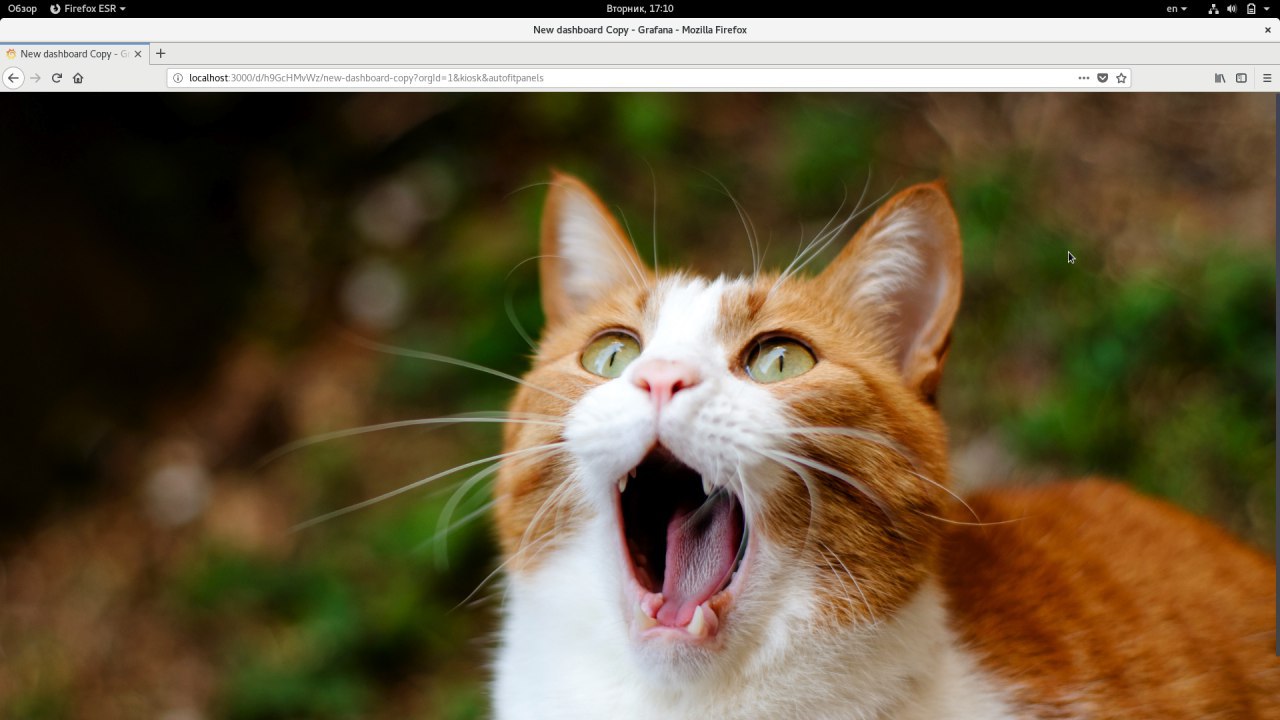 Обзор Firefox ESR Вторник, 17:10 en
New dashboard Copy - Grafana - Mozilla Firefox
New dashboard Copy - Gr
localhost:3000/d/h9GcHMvWz/new-dashboard-copy?orgId=1&kiosk&autofitpanels